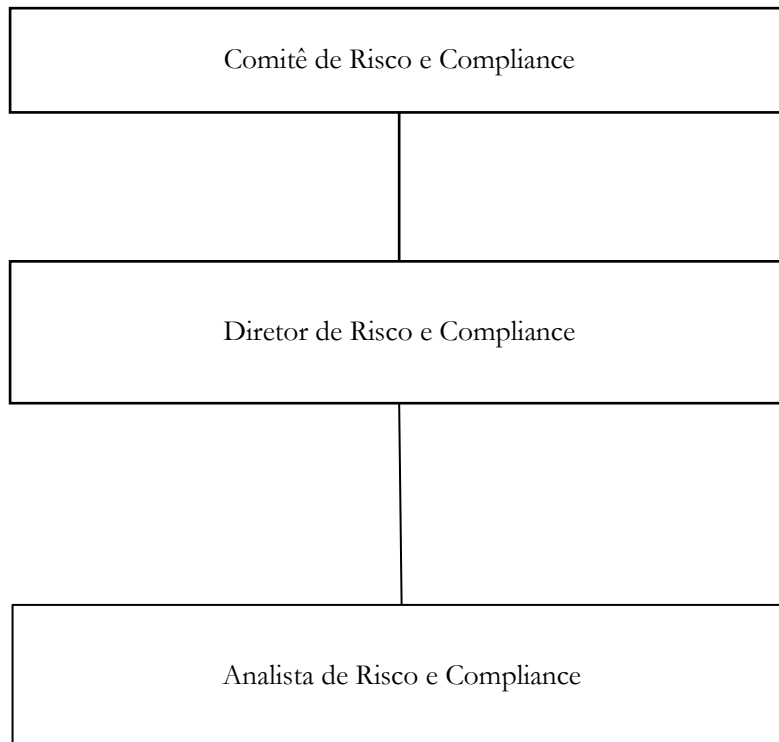 Comitê de Risco e Compliance
Diretor de Risco e Compliance
Analista de Risco e Compliance